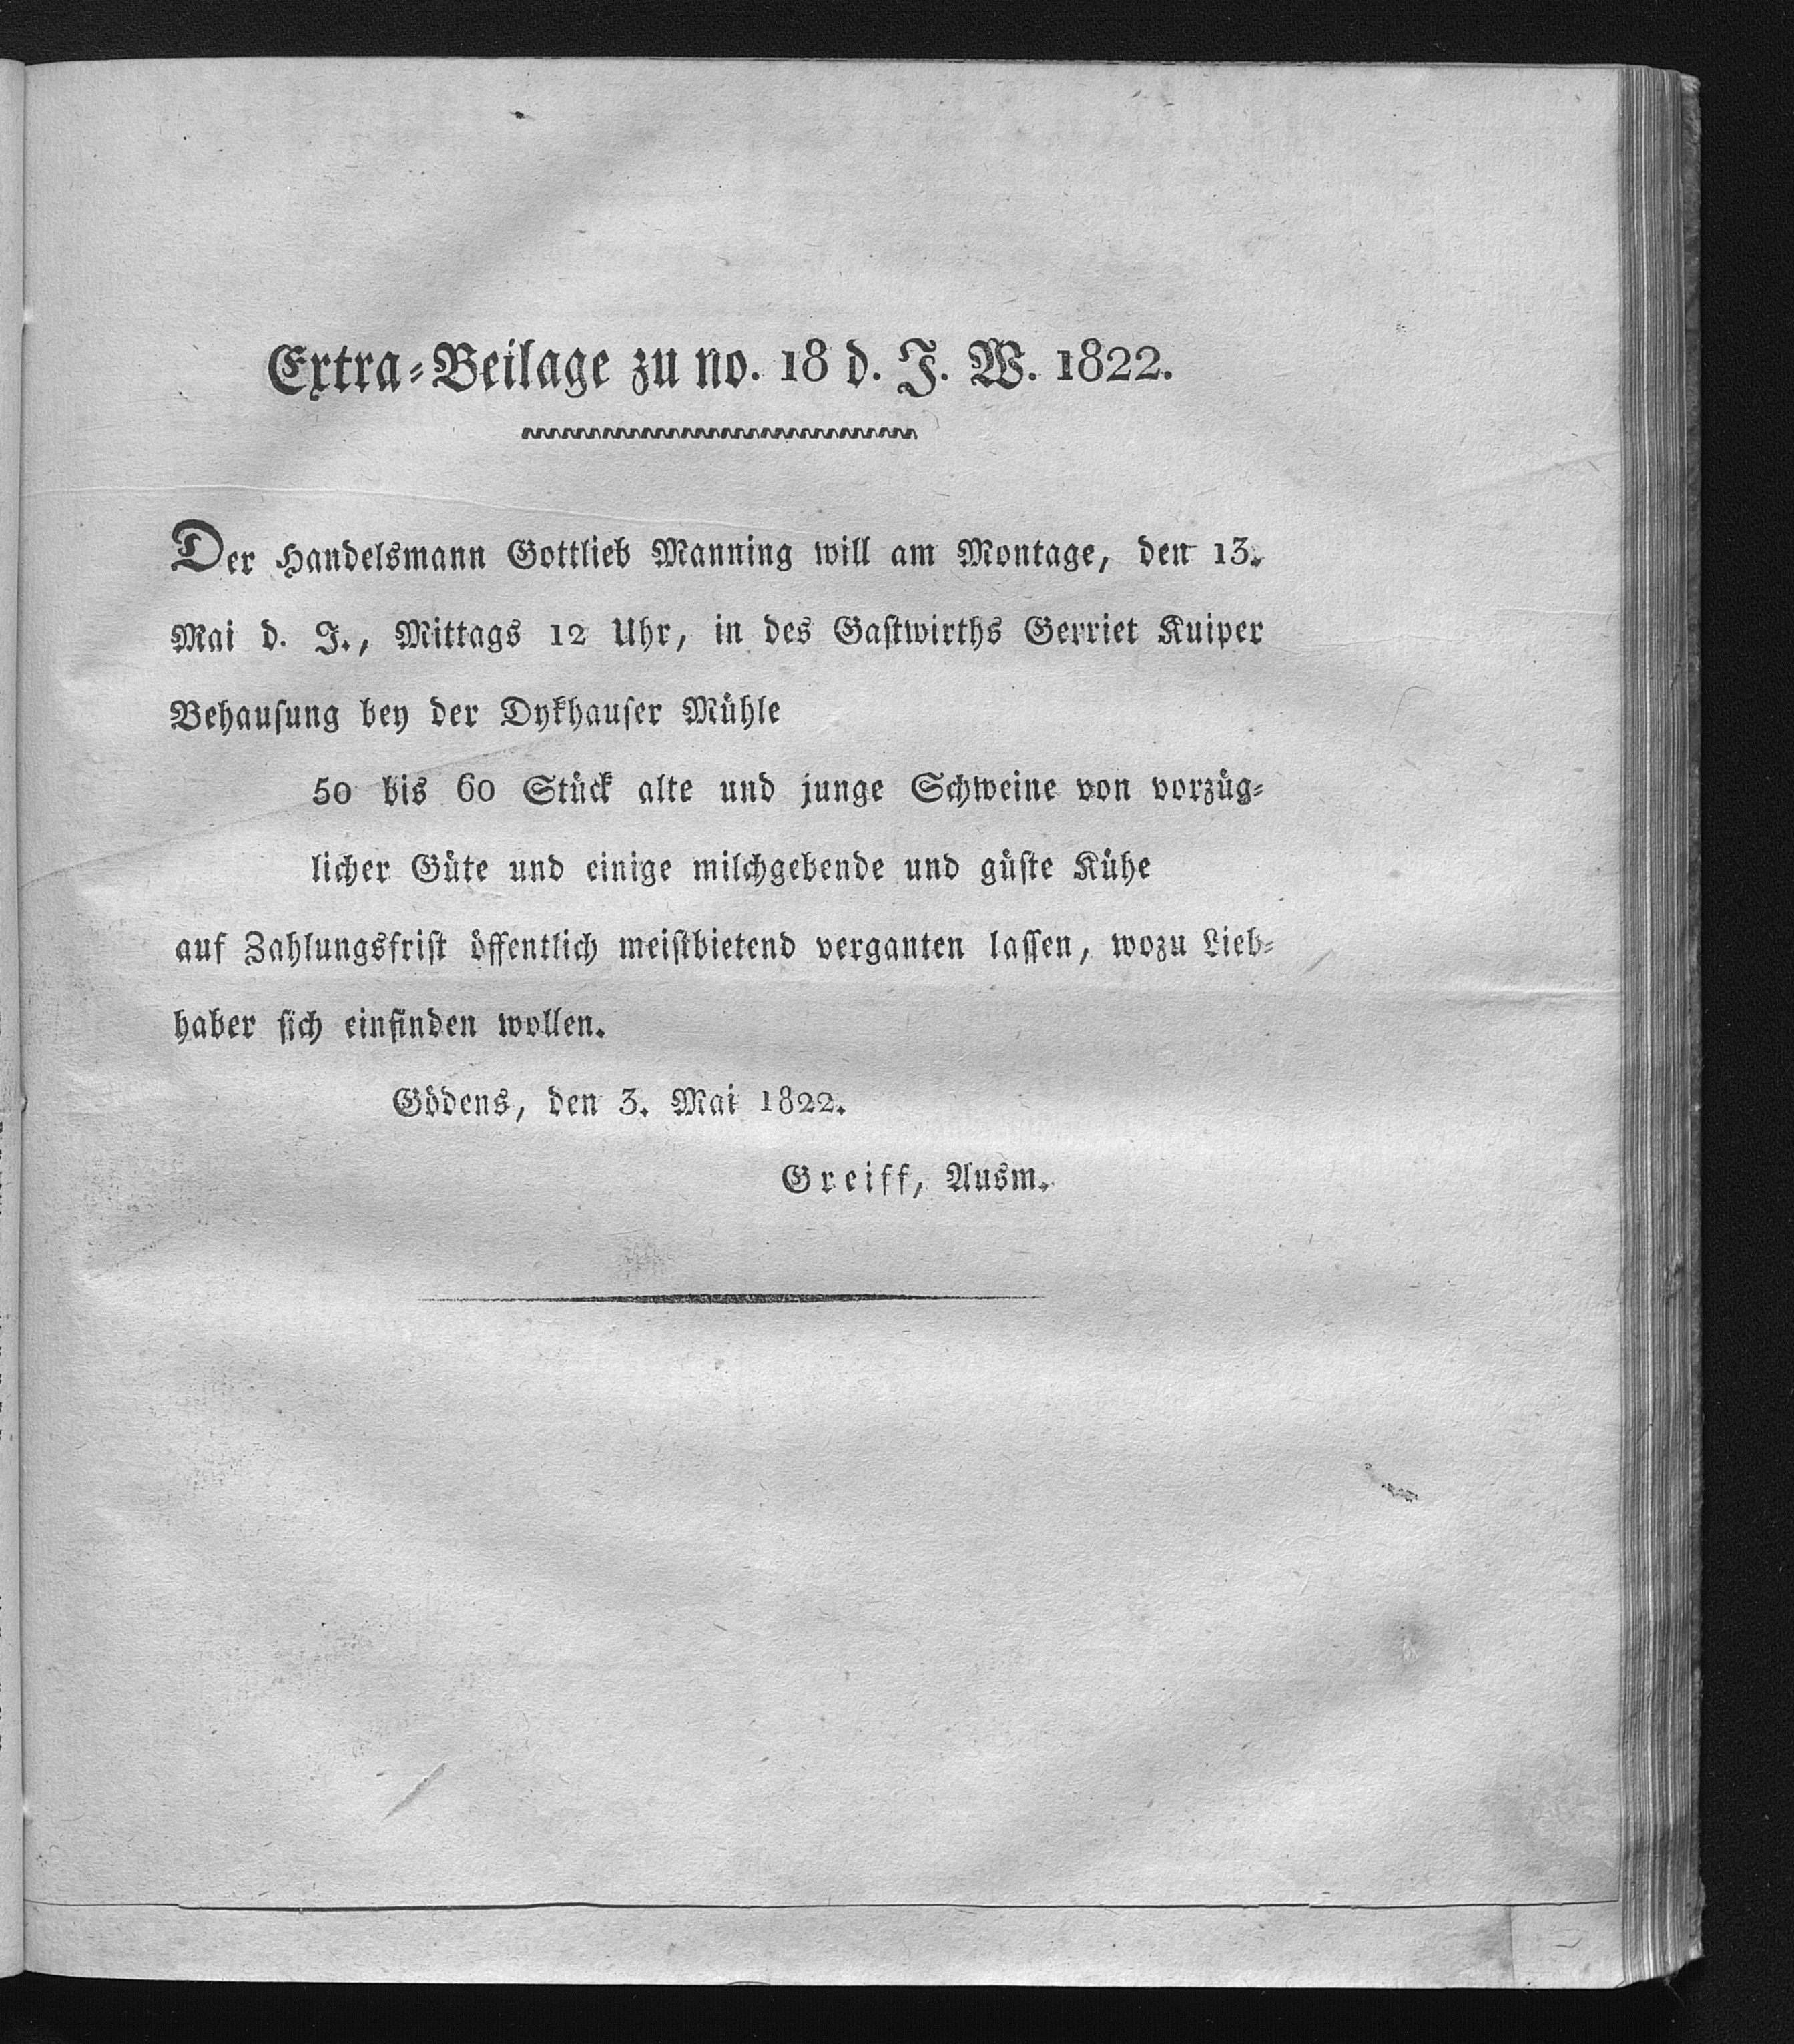 Extra-Beilage zu no. 18 d. J. W. 1822.
Der Handelsmann Gottlieb Manning will am Montage, den 13.
Mai d. J., Mittags 12 Uhr, in des Gastwirths Gerriet Kuiper
Behausung bey der Dykhauser Mühle
50 bis 60 Stück alte und junge Schweine von vorzüg-
licher Güte und einige milchgebende und güste Kühe
auf Zahlungsfrist öffentlich meistbietend verganten lassen, wozu Lieb-
haber sich einfinden wollen.
Gödens, den 3. Mai 1822.
Greiff, Ausm.